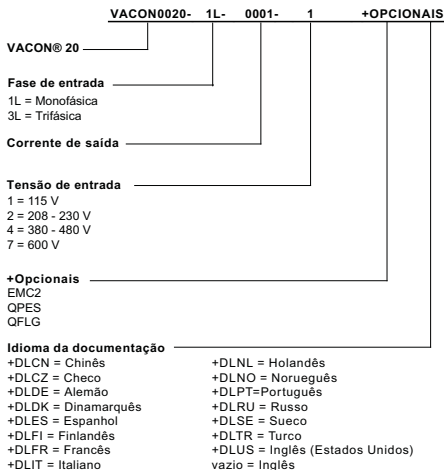 VACON0020- 1L- 0001- 1 +OPCIONAIS
VACON® 20
Fase de entrada
1L = Monofásica
3L = Trifásica
Corrente de saída
Tensão de entrada
1 = 115 V
2 = 208 - 230 V
4 = 380 - 480 V
7 = 600 V
+Opcionais
EMC2
QPES
QFLG
Idioma da documentação
+DLCN = Chinês
+DLCZ = Checo
+DLDE = Alemão
+DLDK = Dinamarquês
+DLES = Espanhol
+DLFI = Finlandês
+DLFR = Francês
+DLIT = Italiano
+DLNL = Holandês
+DLNO = Norueguês
+DLPT=Português
+DLRU = Russo
+DLSE = Sueco
+DLTR = Turco
+DLUS = Inglês (Estados Unidos)
vazio = Inglês